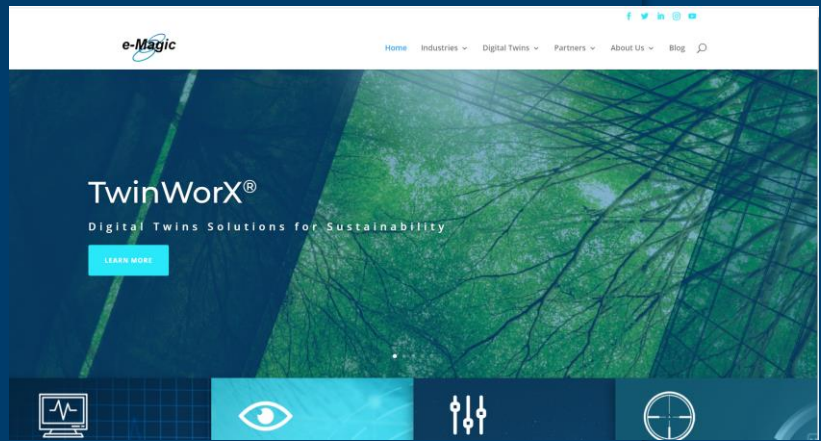 e-Magic
Home Industries Digital Twins Partners About Us Blog
TwinWorX®
Digital Twins Solutions for Sustainability
LEARN MORE